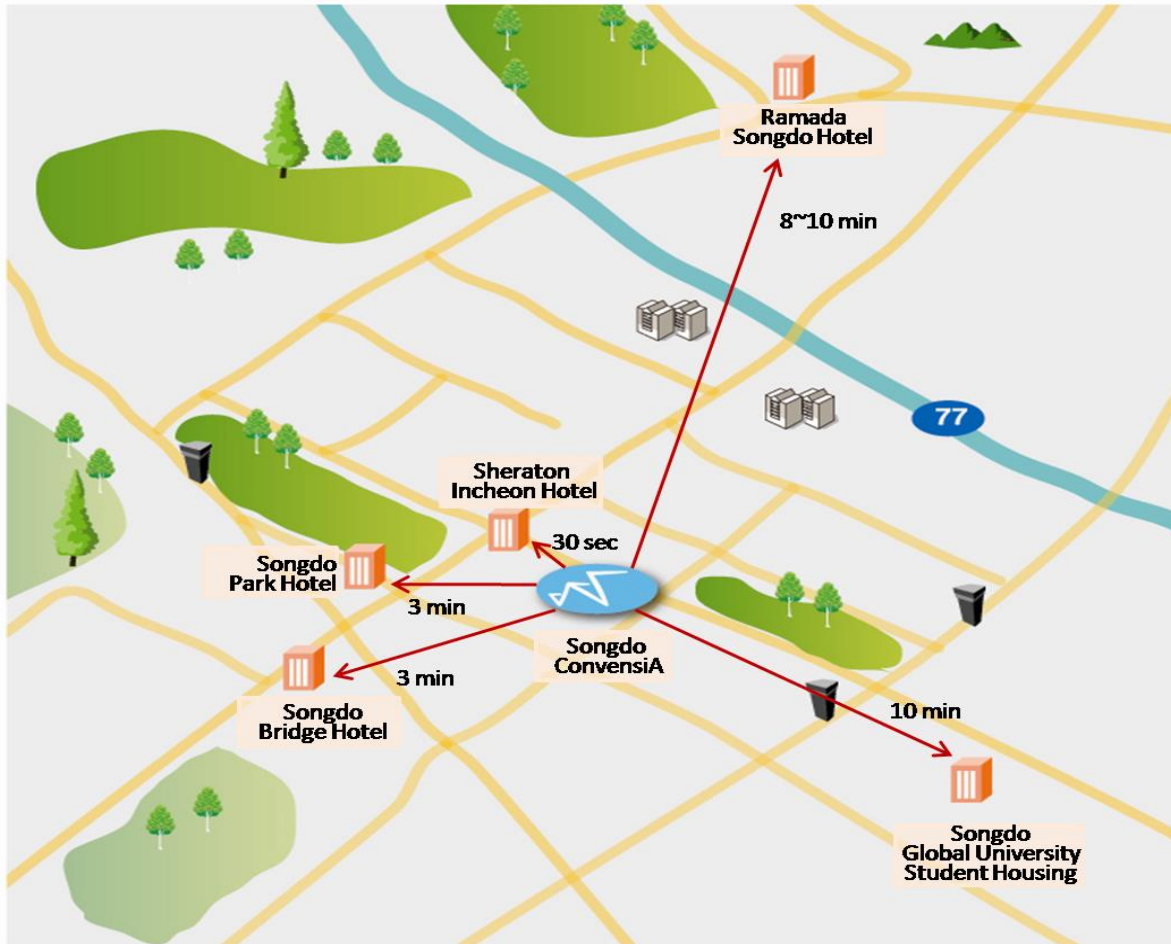 Ramada
Songdo Hotel
8~10 min
77
Sheraton
Incheon Hotel
30 sec
Songdo
Park Hotel
3 min
Songdo
ConvensiA
3 min
Songdo
Bridge Hotel
10 min
Songdo
Global University
Student Housing